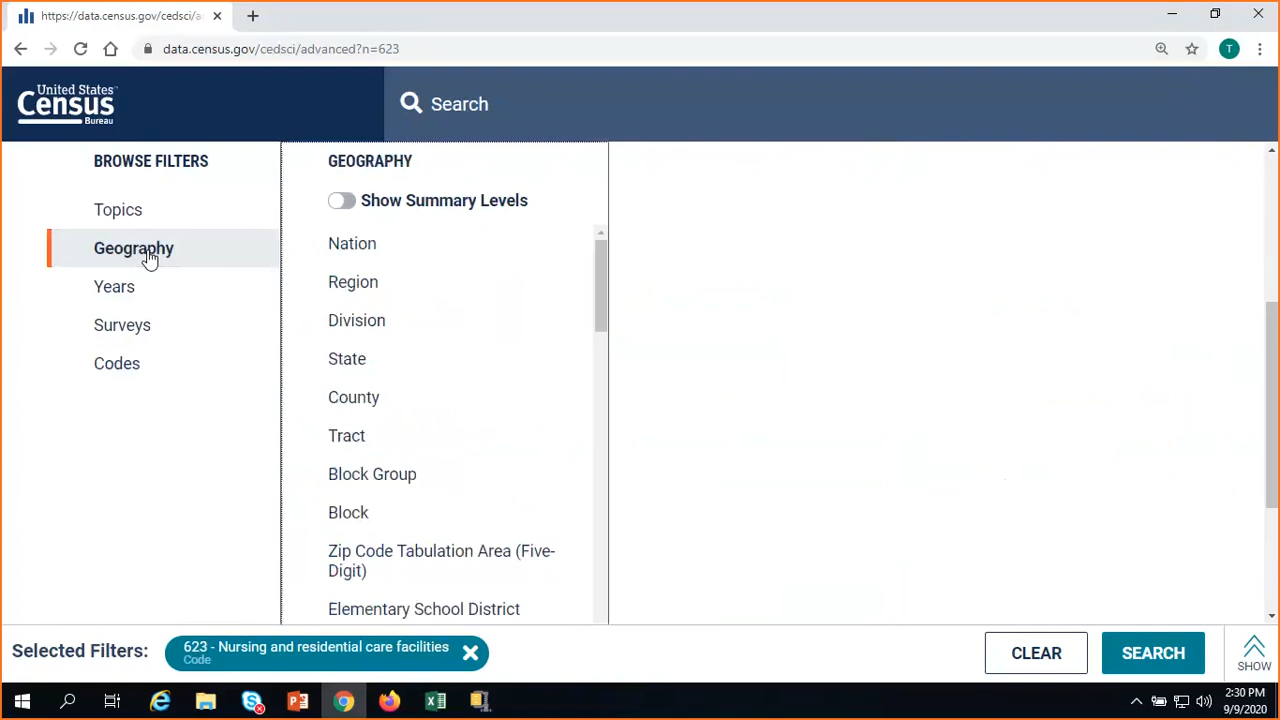 https://data.census.gov/cedsci/a
data.census.gov/cedsci/advanced?n=623
T
United States
Census
Bureau
Search
BROWSE FILTERS
Topics
Geography
Years
Surveys
Codes
GEOGRAPHY
Show Summary Levels
Nation
Region
Division
State
County
Tract
Block Group
Block
Zip Code Tabulation Area (Five-
Digit)
Elementary School District
Selected Filters:
623 - Nursing and residential care facilities
Code
CLEAR
SEARCH
SHOW
2:30 PM
9/9/2020